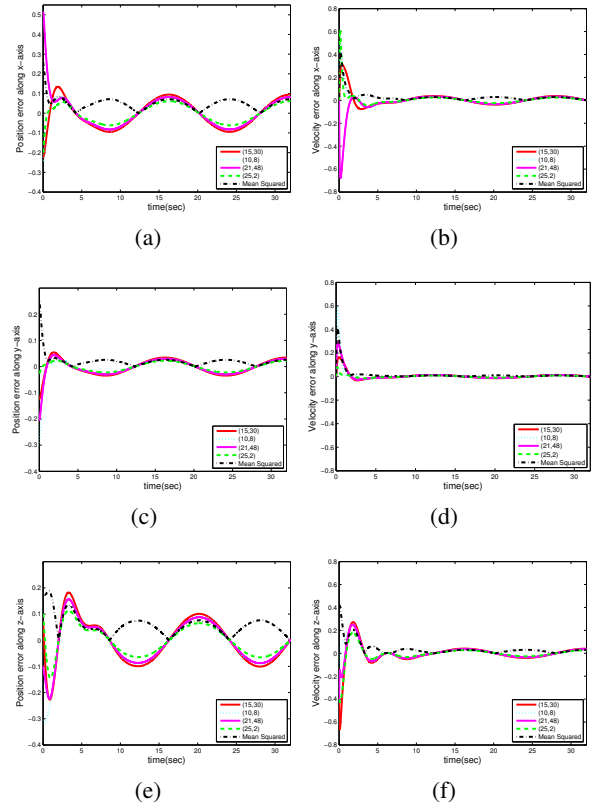 0.5
0.4
0.3
0.2
0.1
0
−0.1
−0.2
−0.3
−0.4
Position error along x−axis
0 5 10 15 20 25 30
time(sec)
(15,30)
(10,8)
(21,48)
(25,2)
Mean Squared
(a)
0.8
0.6
0.4
0.2
0
−0.2
−0.4
−0.6
−0.8
Velocity error along x−axis
0 5 10 15 20 25 30
time(sec)
(15,30)
(10,8)
(21,48)
(25,2)
Mean Squared
(b)
0.2
0.1
0
−0.1
−0.2
−0.3
−0.4
Position error along y−axis
0 5 10 15 20 25 30
time(sec)
(15,30)
(10,8)
(21,48)
(25,2)
Mean Squared
(c)
0.8
0.6
0.4
0.2
0
−0.2
−0.4
−0.6
−0.8
Velocity error along y−axis
0 5 10 15 20 25 30
time(sec)
(15,30)
(10,8)
(21,48)
(25,2)
Mean Squared
(d)
0.2
0.1
0
−0.1
−0.2
−0.3
−0.4
Position error along z−axis
0 5 10 15 20 25 30
time(sec)
(15,30)
(10,8)
(21,48)
(25,2)
Mean Squared
(e)
0.8
0.6
0.4
0.2
0
−0.2
−0.4
−0.6
−0.8
Velocity error along z−axis
0 5 10 15 20 25 30
time(sec)
(15,30)
(10,8)
(21,48)
(25,2)
Mean Squared
(f)